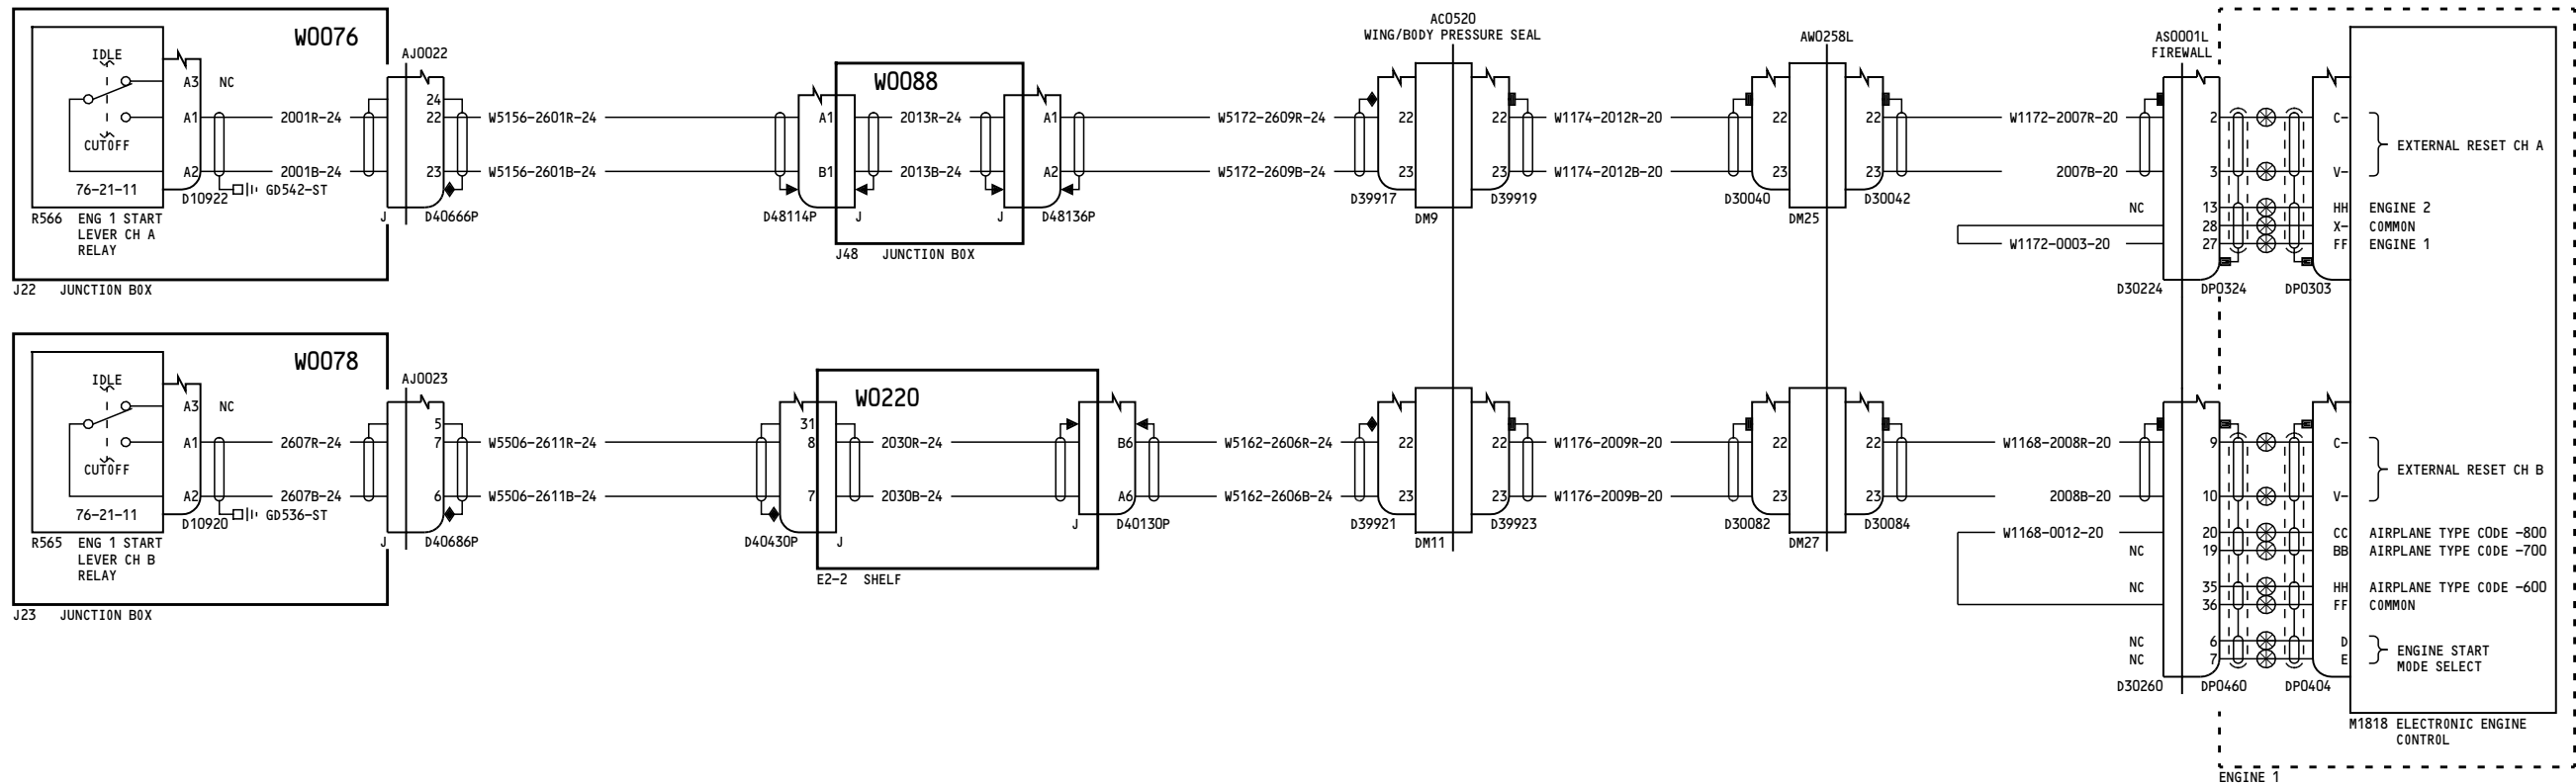 W0076
AJ0022
IDLE
CUTOFF
A3 NC
A1
A2
2001R-24
2001B-24
76-21-11
D10922
GD542-ST
R566 ENG 1 START
LEVER CH A
RELAY
J
D40666P
J22 JUNCTION BOX
24
22
23
W5156-2601R-24
W5156-2601B-24
W0088
A1
B1
2013R-24
2013B-24
A1
A2
D48114P
J
J
D48136P
J48 JUNCTION BOX
W5172-2609R-24
W5172-2609B-24
AC0520
WING/BODY PRESSURE SEAL
22
23
22
23
D39917
D39919
DM9
W1174-2012R-20
W1174-2012B-20
AW0258L
22
23
22
23
D30040
D30042
DM25
W1172-2007R-20
2007B-20
NC
W1172-0003-20
AS0001L
FIREWALL
2
3
13
28
27
D30224
DP0324
DP0303
C-
V-
HH
X-
FF
EXTERNAL RESET CH A
ENGINE 2
COMMON
ENGINE 1
W0078
AJ0023
IDLE
CUTOFF
A3 NC
A1
A2
2607R-24
2607B-24
76-21-11
D10920
GD536-ST
R565 ENG 1 START
LEVER CH B
RELAY
J
D40686P
J23 JUNCTION BOX
5
7
6
W5506-2611R-24
W5506-2611B-24
W0220
31
8
7
2030R-24
2030B-24
B6
A6
D40430P
J
J
D40130P
E2-2 SHELF
W5162-2606R-24
W5162-2606B-24
22
23
22
23
D39921
D39923
DM11
W1176-2009R-20
W1176-2009B-20
22
23
22
23
D30082
D30084
DM27
W1168-2008R-20
2008B-20
W1168-0012-20
NC
NC
NC
NC
9
10
20
19
35
36
6
7
D30260
DP0460
DP0404
C-
V-
CC
BB
HH
FF
D
E
EXTERNAL RESET CH B
AIRPLANE TYPE CODE -800
AIRPLANE TYPE CODE -700
AIRPLANE TYPE CODE -600
COMMON
ENGINE START
MODE SELECT
M1818 ELECTRONIC ENGINE
CONTROL
ENGINE 1